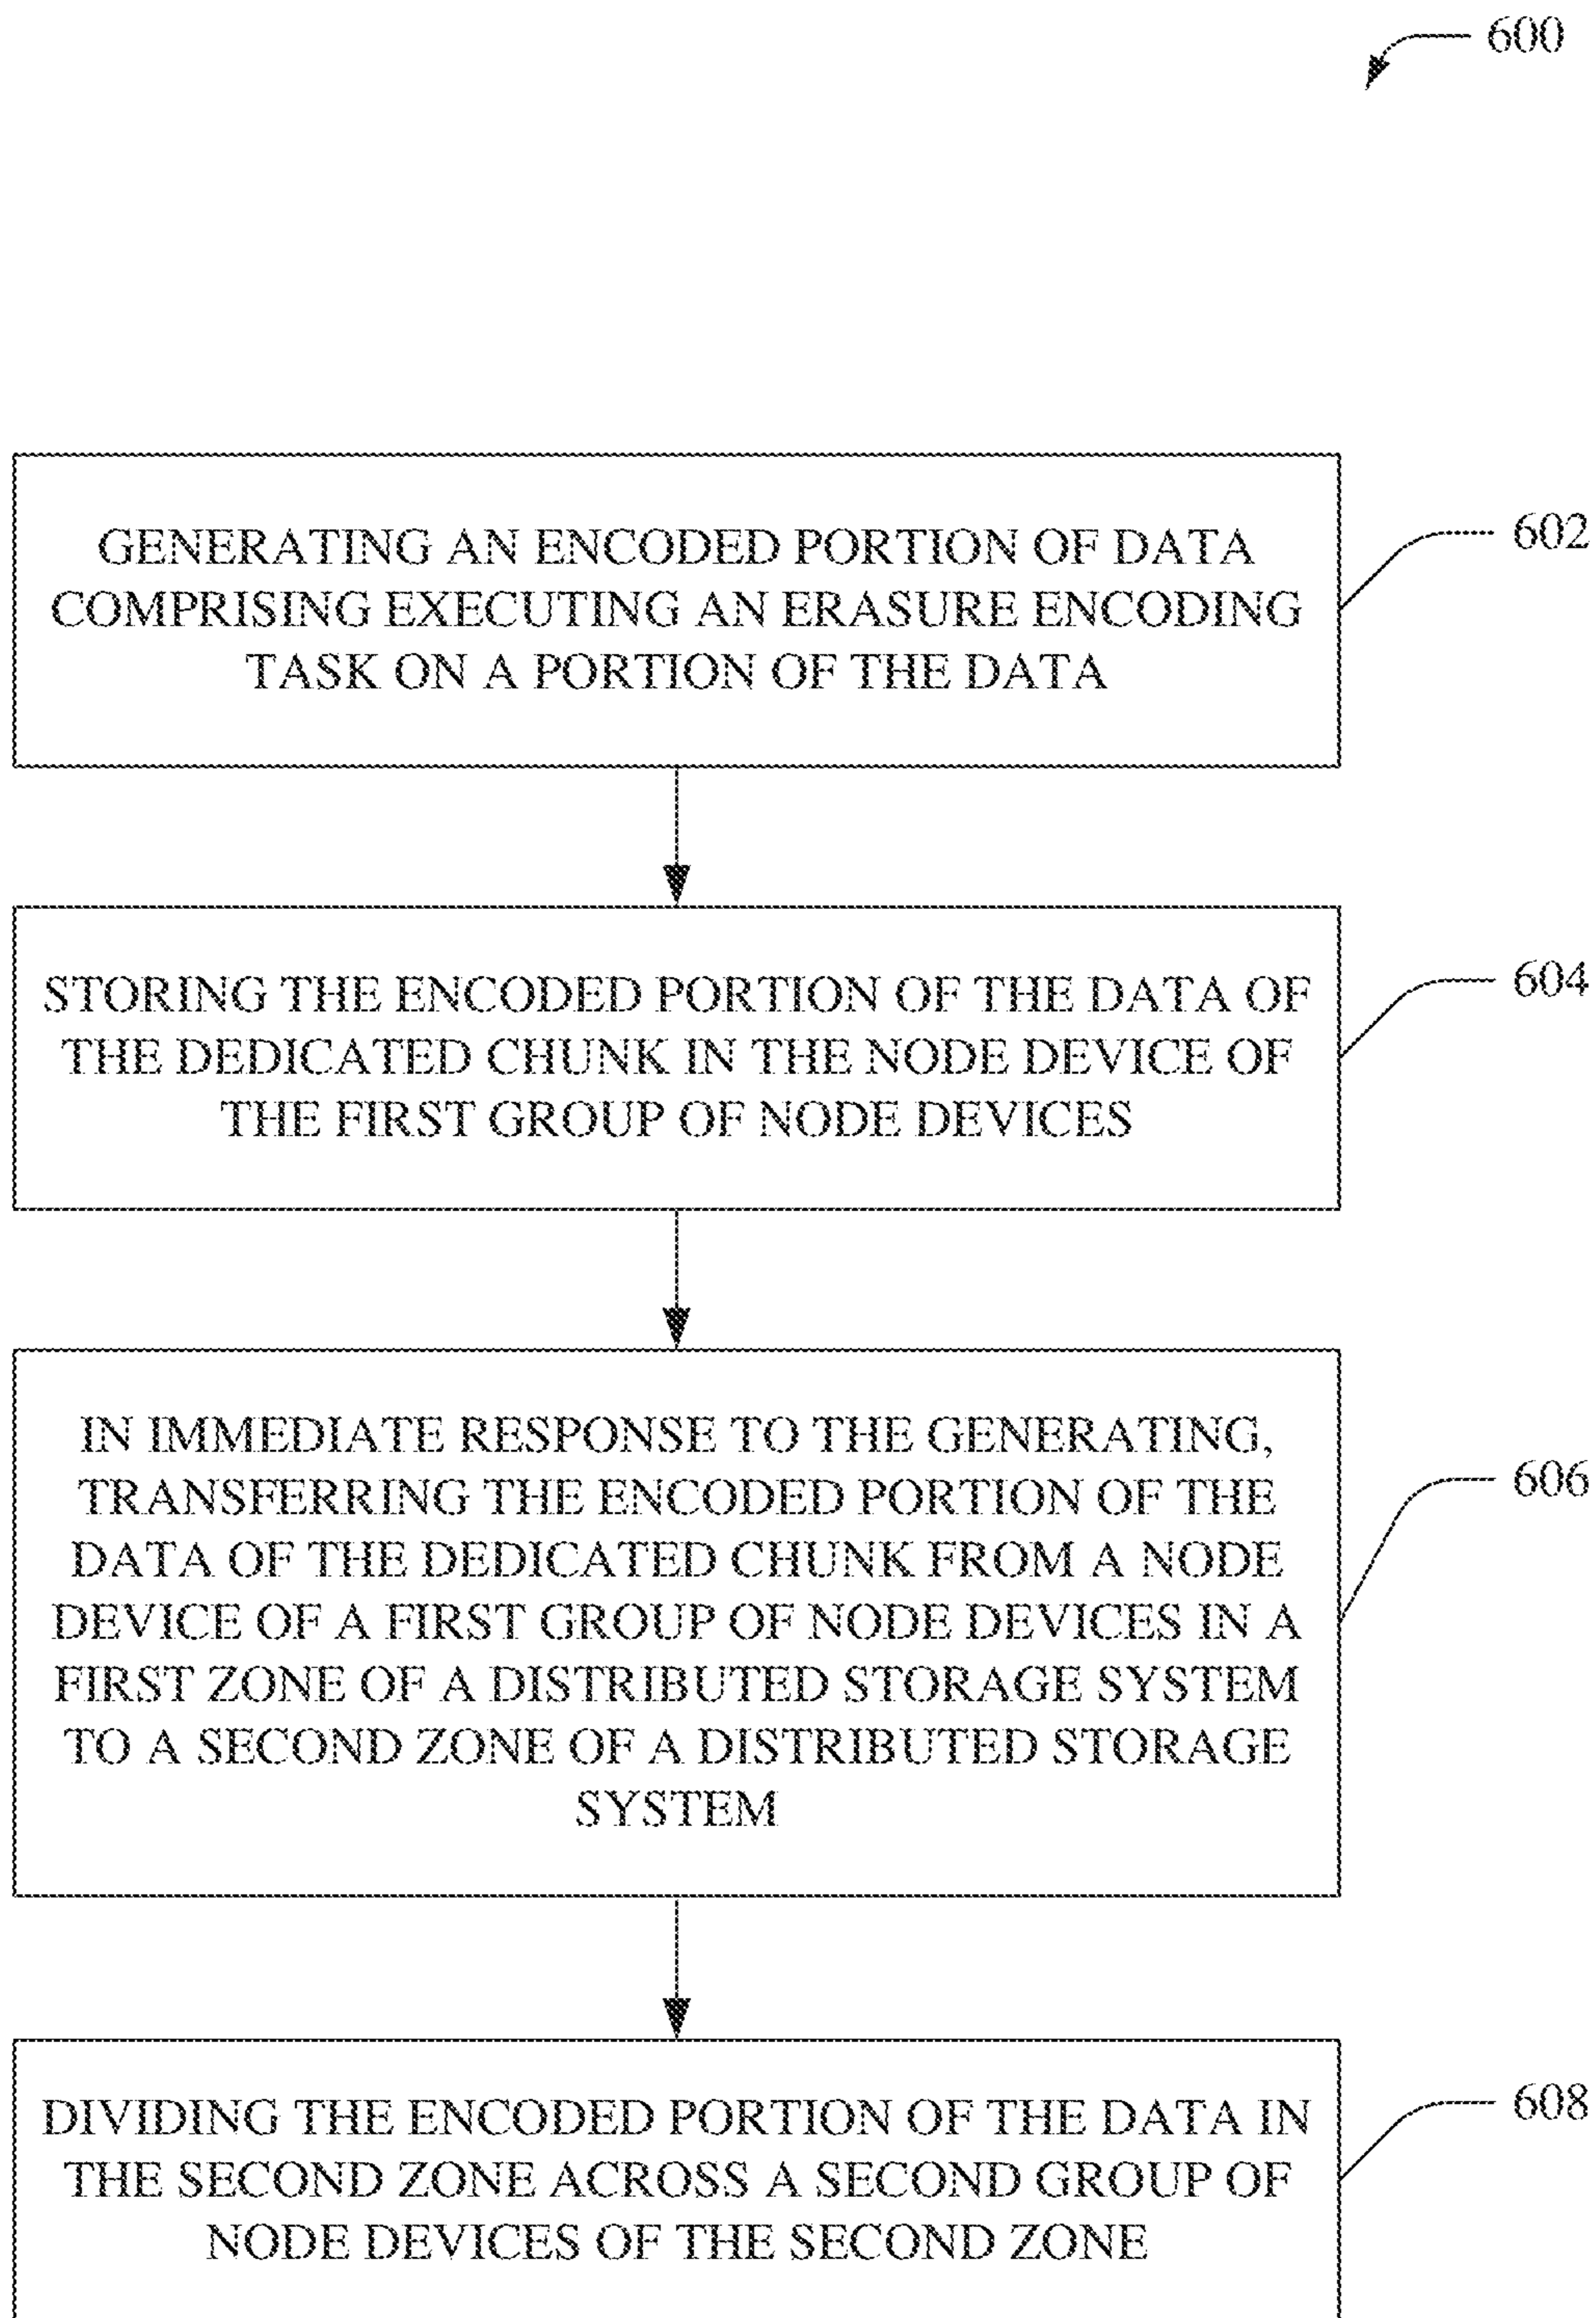 600
GENERATING AN ENCODED PORTION OF DATA
COMPRISING EXECUTING AN ERASURE ENCODING
TASK ON A PORTION OF THE DATA
602
STORING THE ENCODED PORTION OF THE DATA OF
THE DEDICATED CHUNK IN THE NODE DEVICE OF
THE FIRST GROUP OF NODE DEVICES
604
IN IMMEDIATE RESPONSE TO THE GENERATING,
TRANSFERRING THE ENCODED PORTION OF THE
DATA OF THE DEDICATED CHUNK FROM A NODE
DEVICE OF A FIRST GROUP OF NODE DEVICES IN A
FIRST ZONE OF A DISTRIBUTED STORAGE SYSTEM
TO A SECOND ZONE OF A DISTRIBUTED STORAGE
SYSTEM
606
DIVIDING THE ENCODED PORTION OF THE DATA IN
THE SECOND ZONE ACROSS A SECOND GROUP OF
NODE DEVICES OF THE SECOND ZONE
608